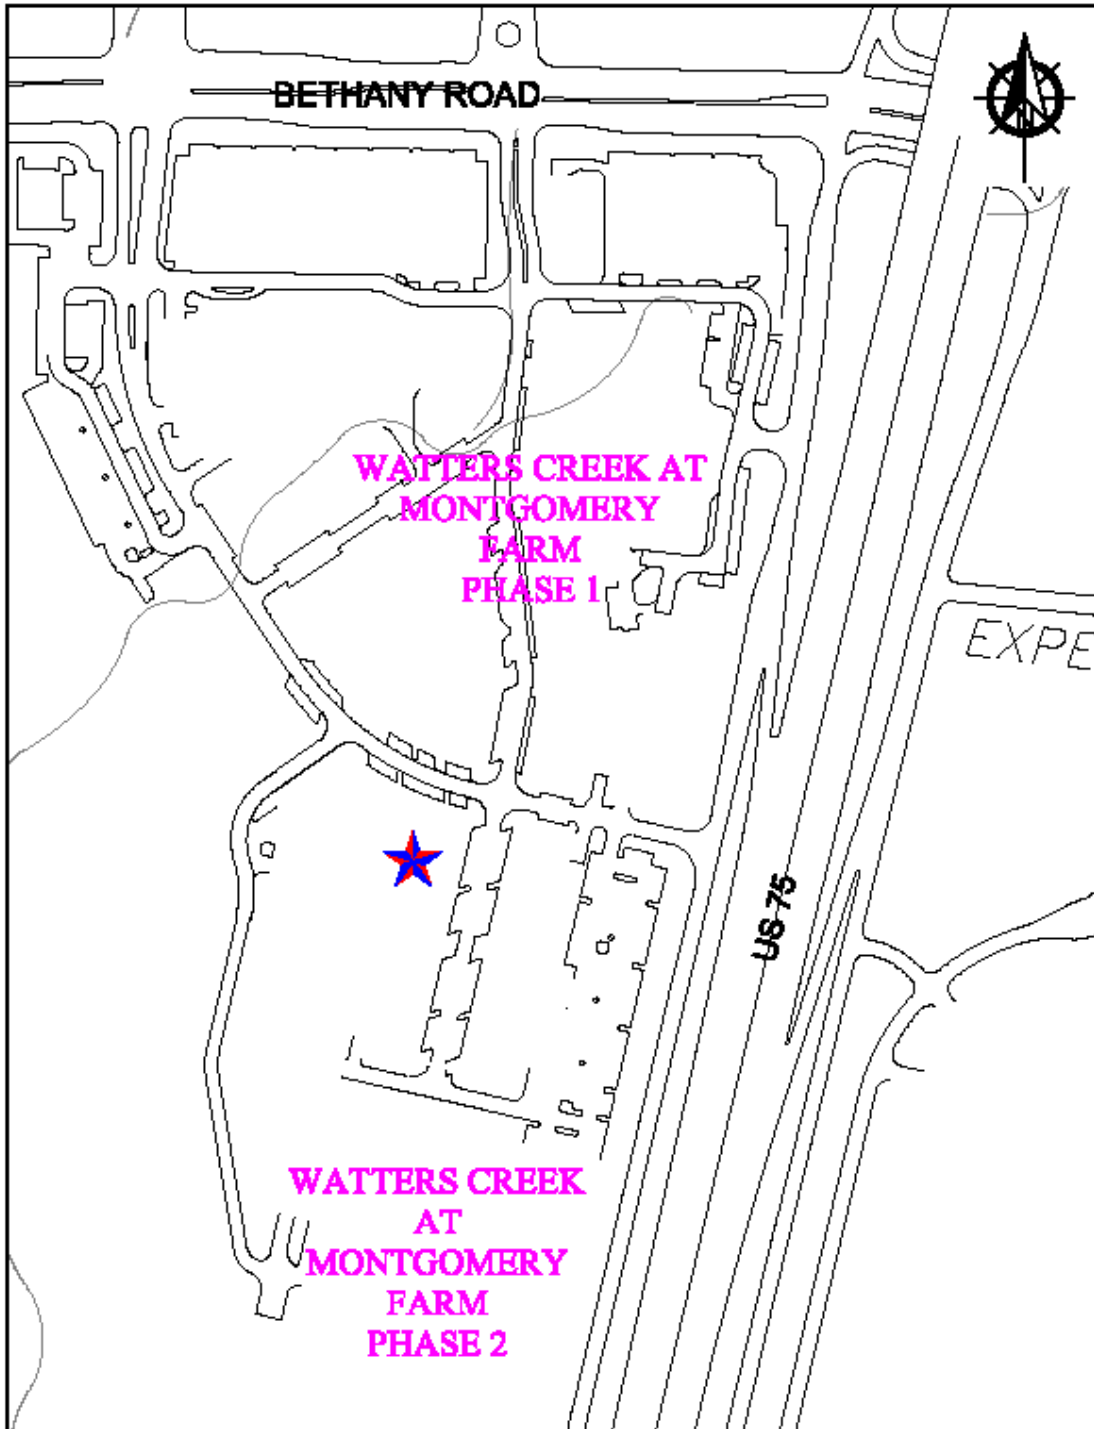 BETHANY ROAD
WATTERS CREEK AT
MONTGOMERY
FARM
PHASE 1
EXPE
US 75
WATTERS CREEK
AT
MONTGOMERY
FARM
PHASE 2